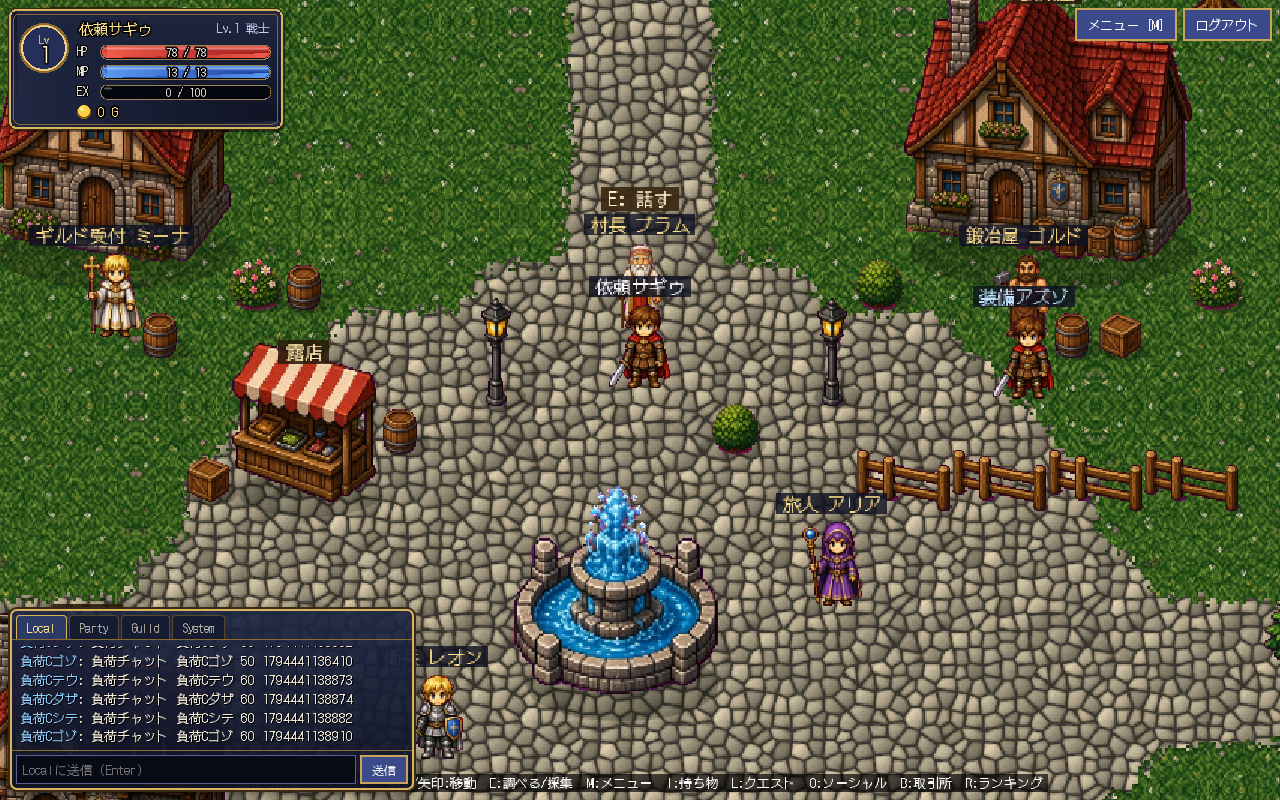 Lv
1
依頼サギゥ
Lv.1 戦士
HP 78 / 78
MP 13 / 13
EX 0 / 100
0 G
メニュー [M]
ログアウト
E: 話す
村長 ブラム
ギルド受付 ミーナ
鍛冶屋 ゴルド
依頼サギゥ
装備アズゾ
露店
旅人 アリア
レオン
Local
Party
Guild
System
負荷Cゴゾ: 負荷チャット 負荷Cゴゾ 50 1794441136410
負荷Cテウ: 負荷チャット 負荷Cテウ 60 1794441138873
負荷Cダザ: 負荷チャット 負荷Cダザ 60 1794441138874
負荷Cシテ: 負荷チャット 負荷Cシテ 60 1794441138882
負荷Cゴゾ: 負荷チャット 負荷Cゴゾ 60 1794441138910
Localに送信 (Enter)
送信
矢印:移動 E:調べる/採集 M:メニュー I:持ち物 L:クエスト O:ソーシャル B:取引所 R:ランキング